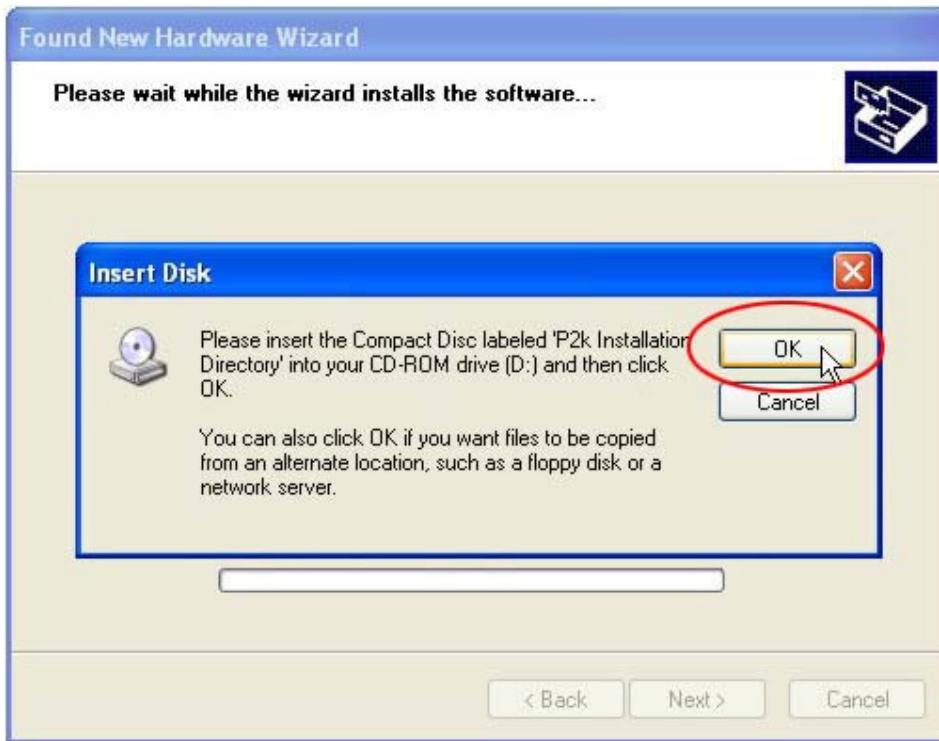 Found New Hardware Wizard
Please wait while the wizard installs the software...
Insert Disk
Please insert the Compact Disc labeled 'P2k Installation
Directory' into your CD-ROM drive (D:) and then click
OK.
You can also click OK if you want files to be copied
from an alternate location, such as a floppy disk or a
network server.
OK
Cancel
< Back
Next >
Cancel